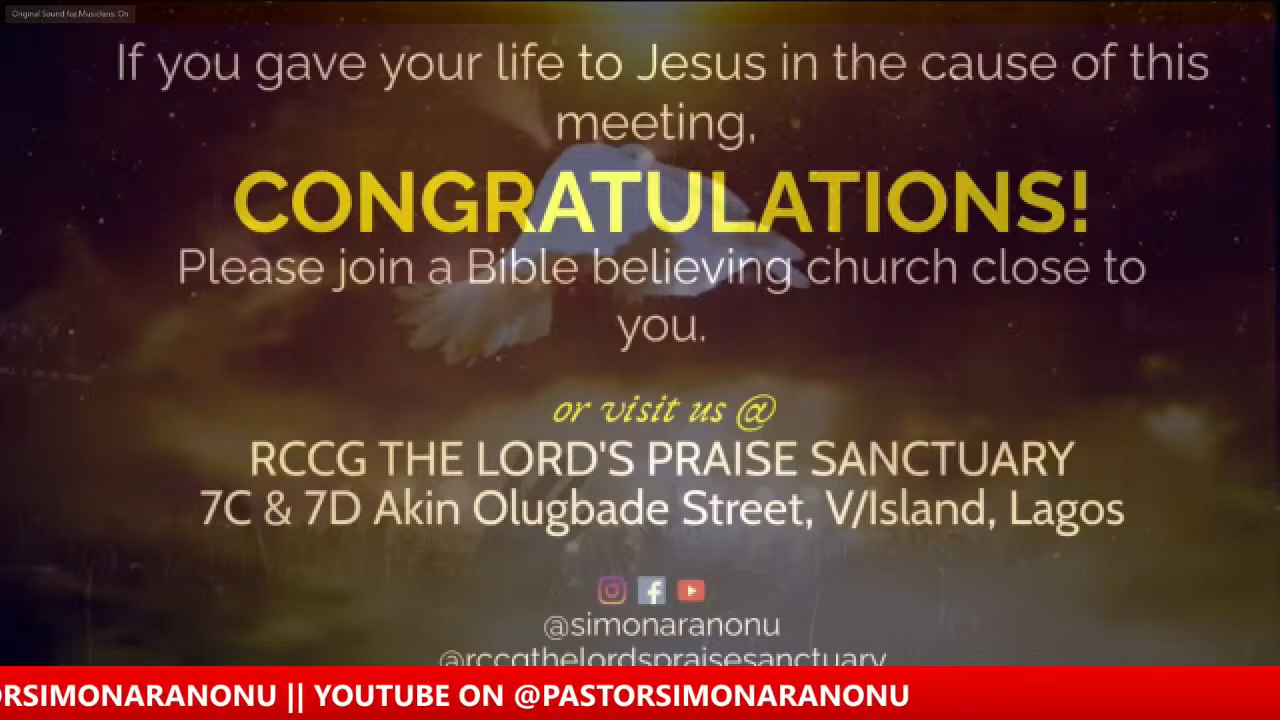 Original Sound for Musicians: On
If you gave your life to Jesus in the cause of this
meeting,
CONGRATULATIONS!
Please join a Bible believing church close to
you.
or visit us @
RCCG THE LORD'S PRAISE SANCTUARY
7C & 7D Akin Olugbade Street, V/Island, Lagos
@simonaranonu
@rccgthelordspraisesanctuary
ORSIMONARANONU || YOUTUBE ON @PASTORSIMONARANONU